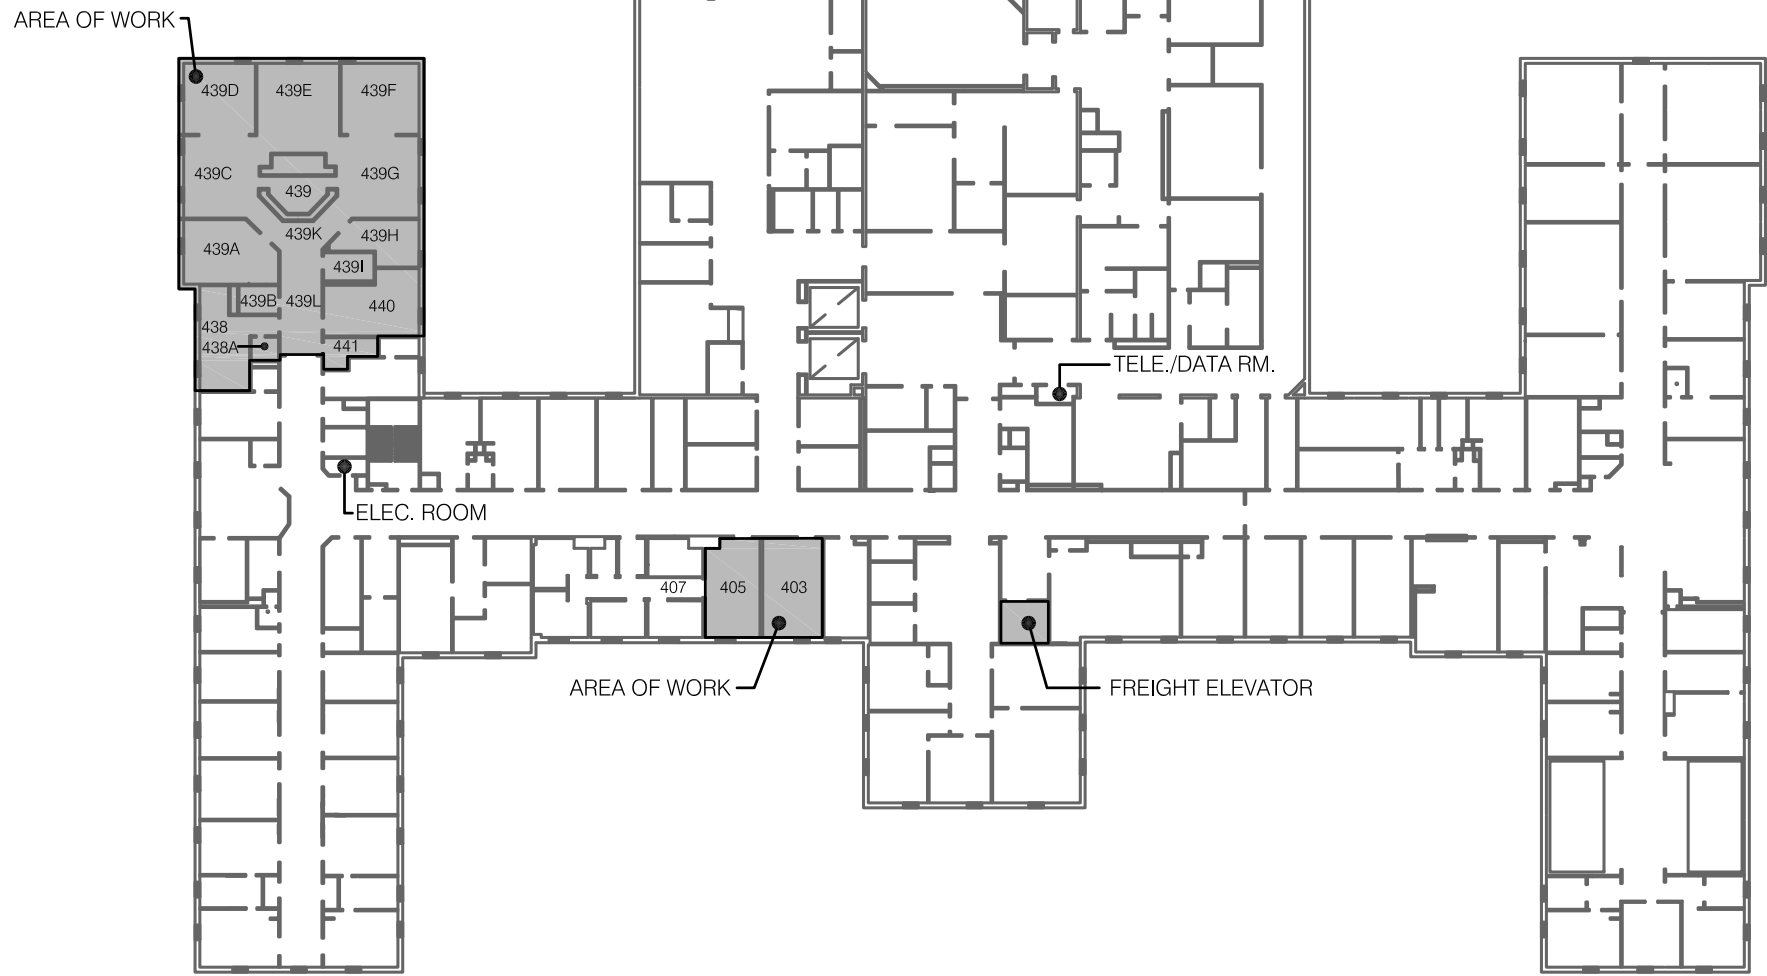 AREA OF WORK
439D
439E
439F
439C
439
439G
439K
439A
439H
439I
439B
439L
440
438
438A
441
TELE./DATA RM.
ELEC. ROOM
407
405
403
AREA OF WORK
FREIGHT ELEVATOR